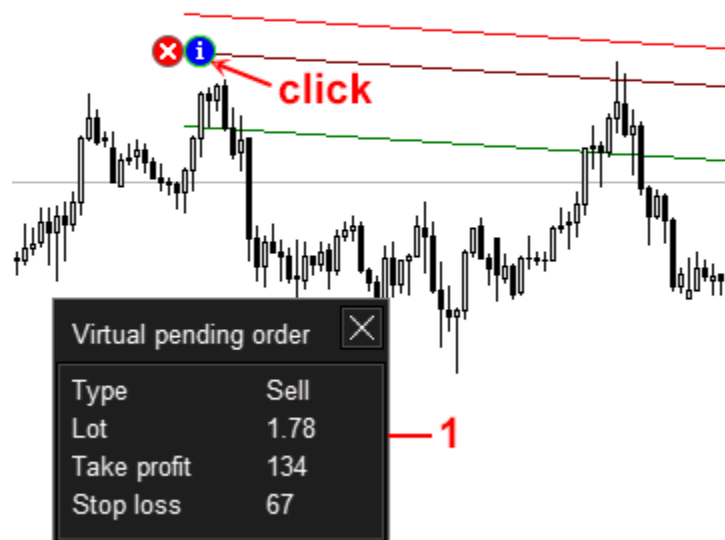 i
click
Virtual pending order
Type Sell
Lot 1.78
1
Take profit 134
Stop loss 67